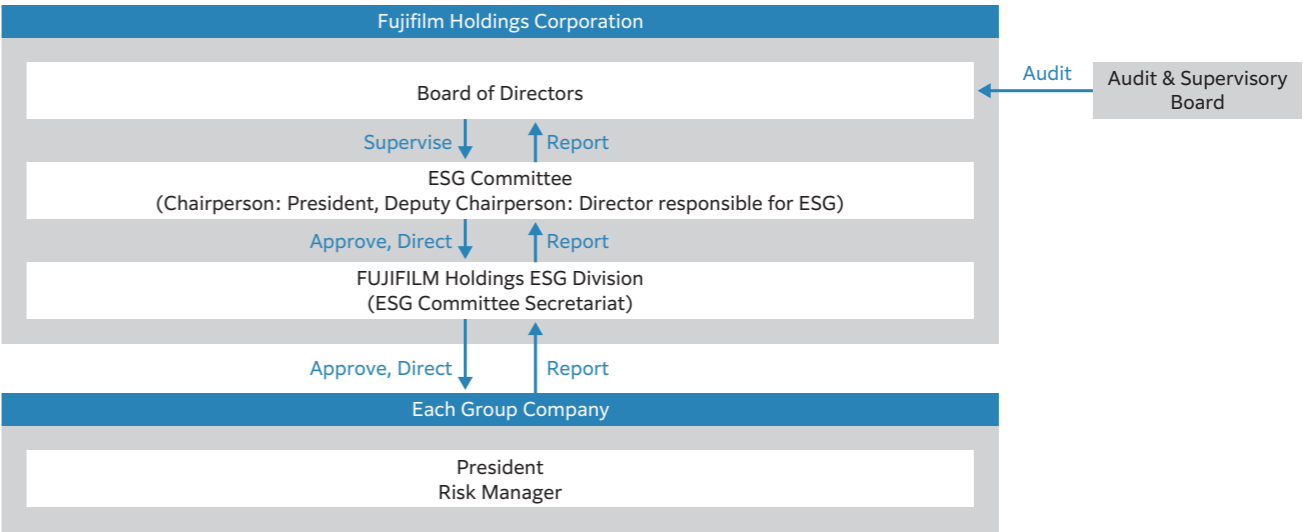 Fujifilm Holdings Corporation
Board of Directors
Audit
Audit & Supervisory
Board
Supervise
Report
ESG Committee
(Chairperson: President, Deputy Chairperson: Director responsible for ESG)
Approve, Direct
Report
FUJIFILM Holdings ESG Division
(ESG Committee Secretariat)
Approve, Direct
Report
Each Group Company
President
Risk Manager